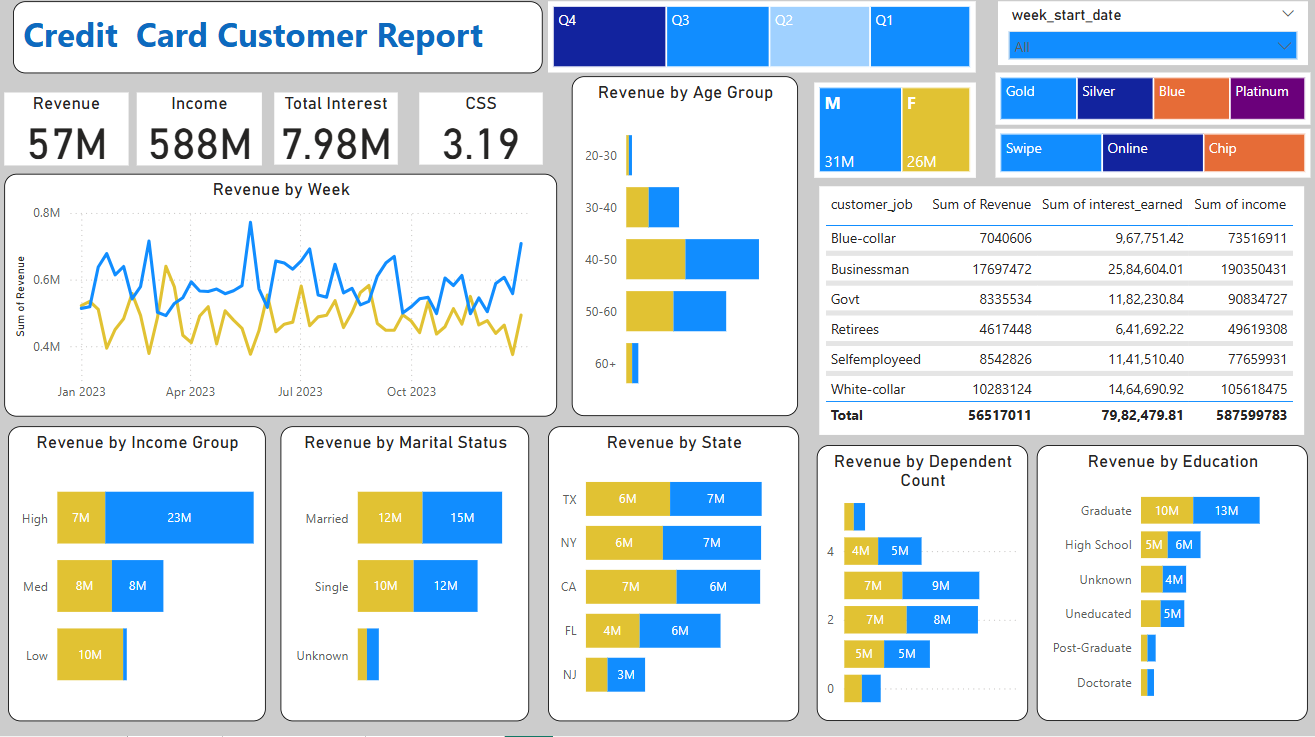 Credit Card Customer Report
Q4 Q3 Q2 Q1
week_start_date
All
Gold Silver Blue Platinum
Swipe Online Chip
Revenue
57M
Income
588M
Total Interest
7.98M
CSS
3.19
M
31M
F
26M
Revenue by Week
Sum of Revenue
0.8M
0.6M
0.4M
Jan 2023 Apr 2023 Jul 2023 Oct 2023
Revenue by Age Group
20-30
30-40
40-50
50-60
60+
customer_job Sum of Revenue Sum of interest_earned Sum of income
Blue-collar 7040606 9,67,751.42 73516911
Businessman 17697472 25,84,604.01 190350431
Govt 8335534 11,82,230.84 90834727
Retirees 4617448 6,41,692.22 49619308
Selfemployeed 8542826 11,41,510.40 77659931
White-collar 10283124 14,64,690.92 105618475
Total 56517011 79,82,479.81 587599783
Revenue by Income Group
High 7M 23M
Med 8M 8M
Low 10M
Revenue by Marital Status
Married 12M 15M
Single 10M 12M
Unknown
Revenue by State
TX 6M 7M
NY 6M 7M
CA 7M 6M
FL 4M 6M
NJ 3M
Revenue by Dependent
Count
4 4M 5M
7M 9M
2 7M 8M
5M 5M
0
Revenue by Education
Graduate 10M 13M
High School 5M 6M
Unknown 4M
Uneducated 5M
Post-Graduate
Doctorate